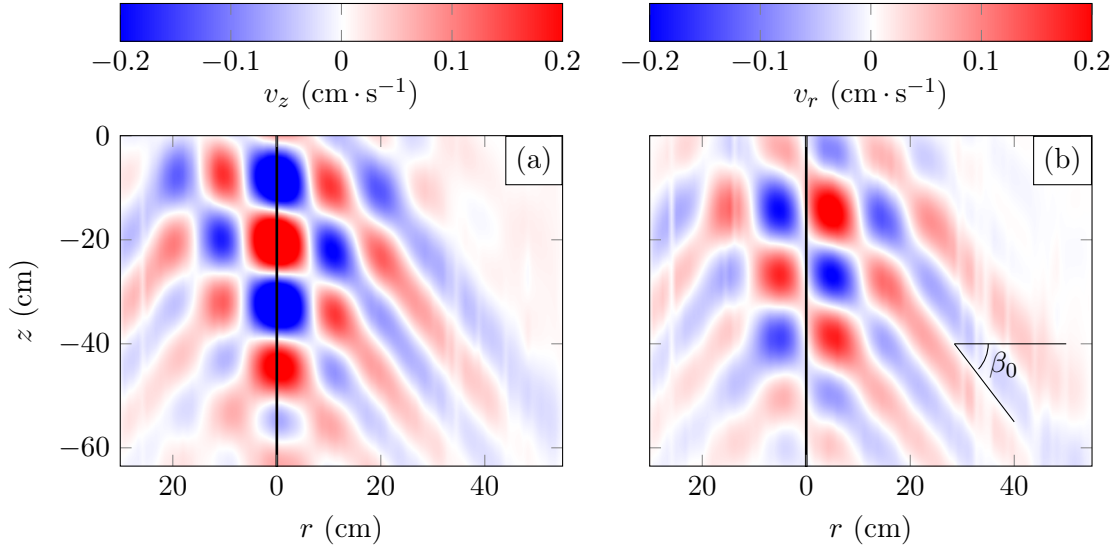 −0.2 −0.1 0 0.1 0.2
v_z (cm · s⁻¹)
−0.2 −0.1 0 0.1 0.2
v_r (cm · s⁻¹)
(a)
0
−20
−40
−60
z (cm)
20 0 20 40
r (cm)
(b)
β₀
20 0 20 40
r (cm)